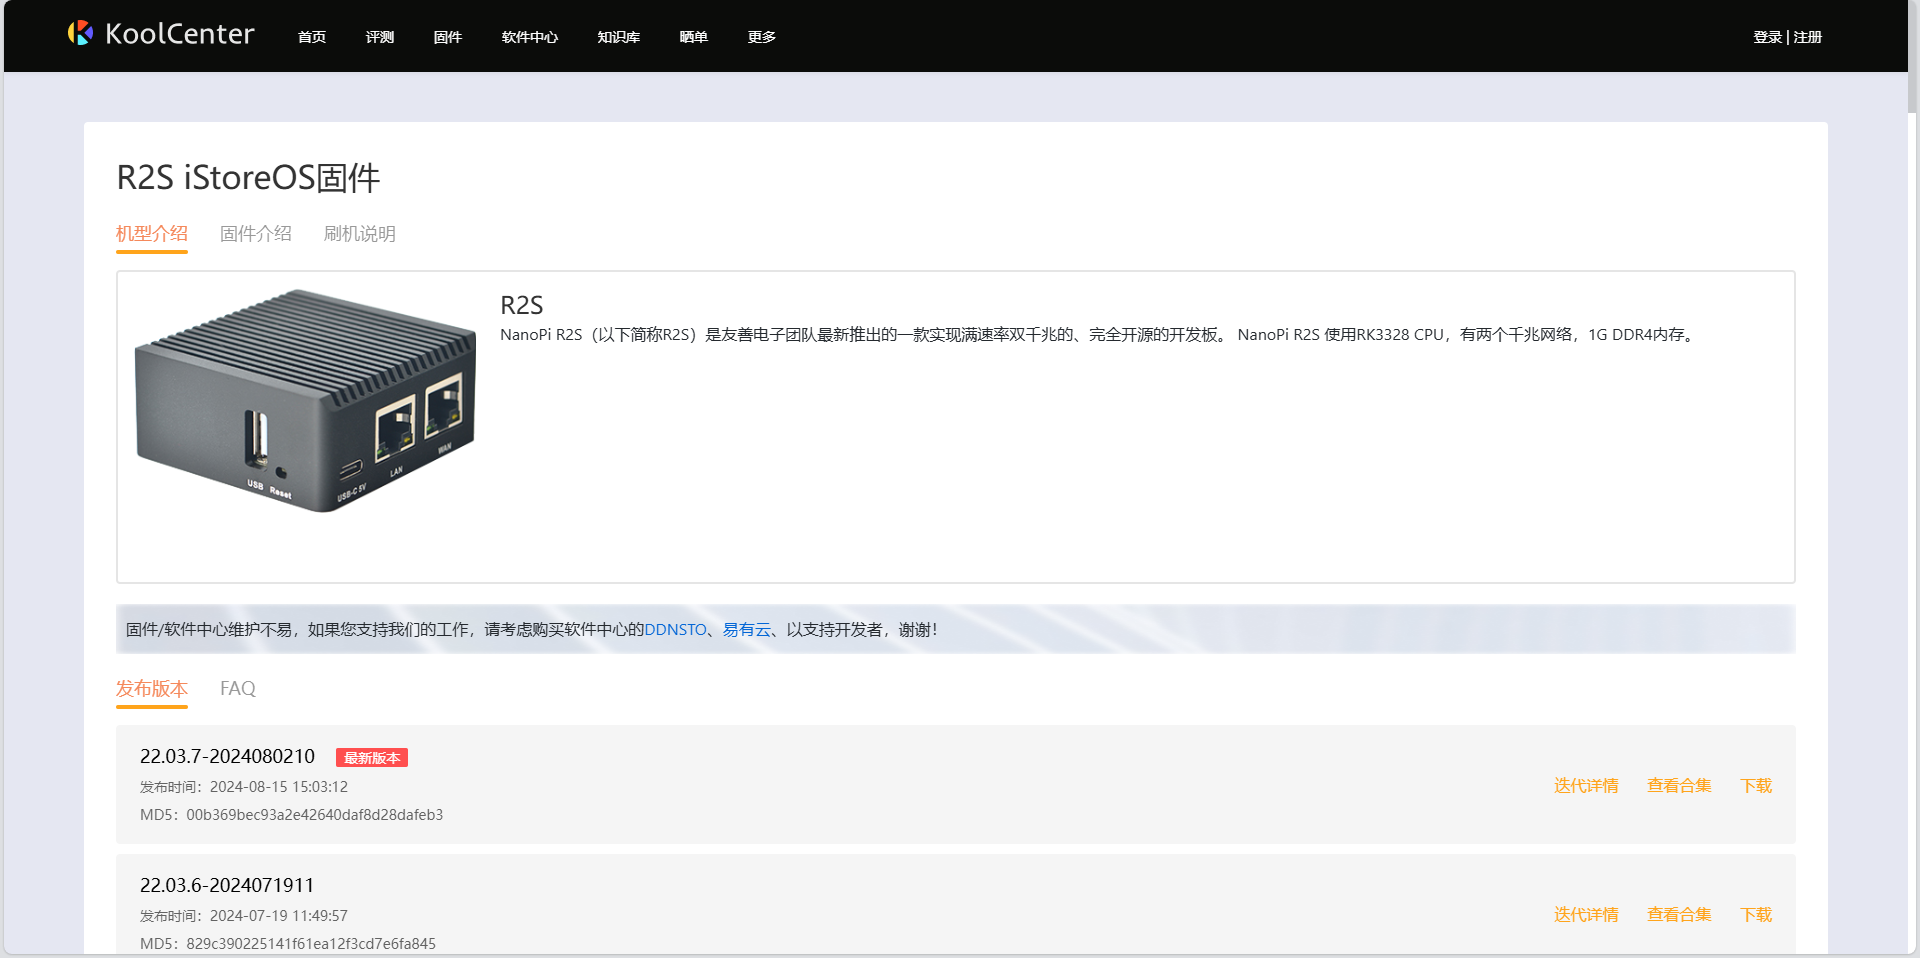 KoolCenter 首页 评测 固件 软件中心 知识库 晒单 更多 登录 | 注册
R2S iStoreOS固件
机型介绍 固件介绍 刷机说明
R2S
NanoPi R2S（以下简称R2S）是友善电子团队最新推出的一款实现满速率双千兆的、完全开源的开发板。 NanoPi R2S 使用RK3328 CPU，有两个千兆网络，1G DDR4内存。
USB Reset USB-C 5V LAN WAN
固件/软件中心维护不易，如果您支持我们的工作，请考虑购买软件中心的DDNSTO、易有云、以支持开发者，谢谢！
发布版本 FAQ
22.03.7-2024080210 最新版本
发布时间：2024-08-15 15:03:12
迭代详情 查看合集 下载
MD5：00b369bec93a2e42640daf8d28dafeb3
22.03.6-2024071911
发布时间：2024-07-19 11:49:57
迭代详情 查看合集 下载
MD5：829c390225141f61ea12f3cd7e6fa845